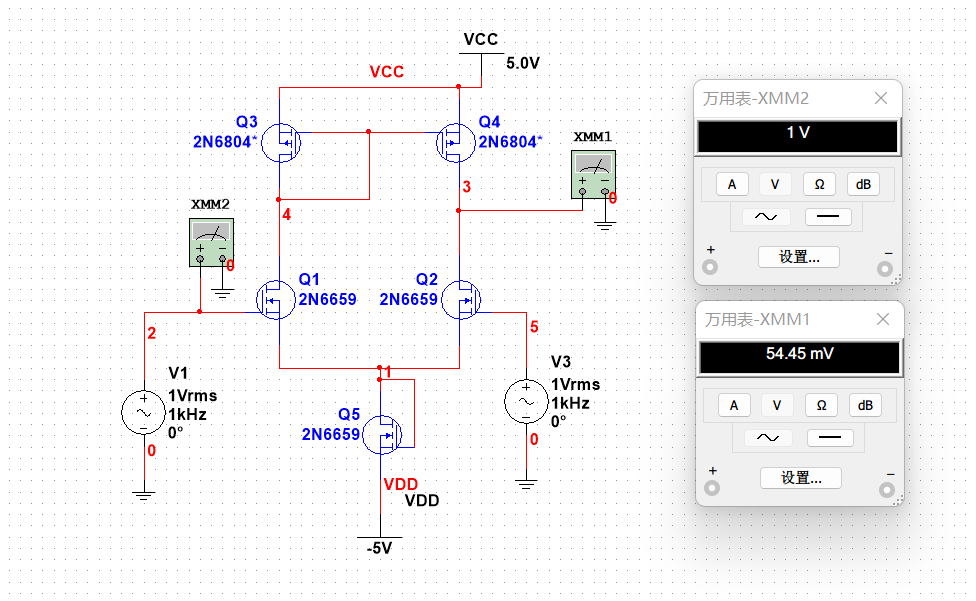 VCC
5.0V
VCC
Q3
2N6804*
Q4
2N6804*
XMM1
+
−
0
3
4
XMM2
+
−
0
Q1
2N6659
Q2
2N6659
2
5
V1
1Vrms
1kHz
0°
+
−
0
1
V3
1Vrms
1kHz
0°
+
−
0
Q5
2N6659
VDD
VDD
-5V
万用表-XMM2
1 V
A V Ω dB
+
设置...
−
万用表-XMM1
54.45 mV
A V Ω dB
+
设置...
−